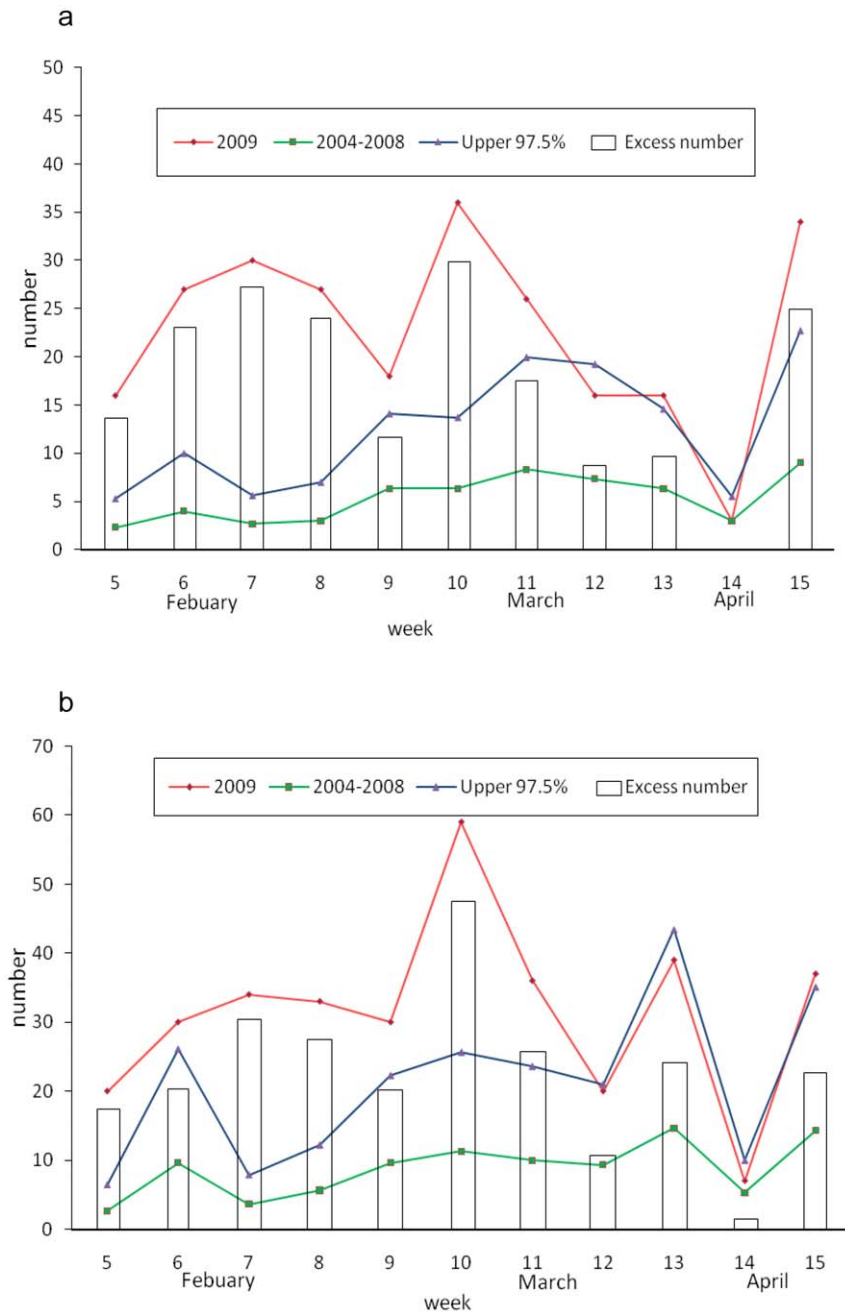 a
50
45
40
35
30
25
20
15
10
5
0
number
2009 2004-2008 Upper 97.5% Excess number
5 6 7 8 9 10 11 12 13 14 15
Febuary March April
week
b
70
60
50
40
30
20
10
0
number
2009 2004-2008 Upper 97.5% Excess number
5 6 7 8 9 10 11 12 13 14 15
Febuary March April
week